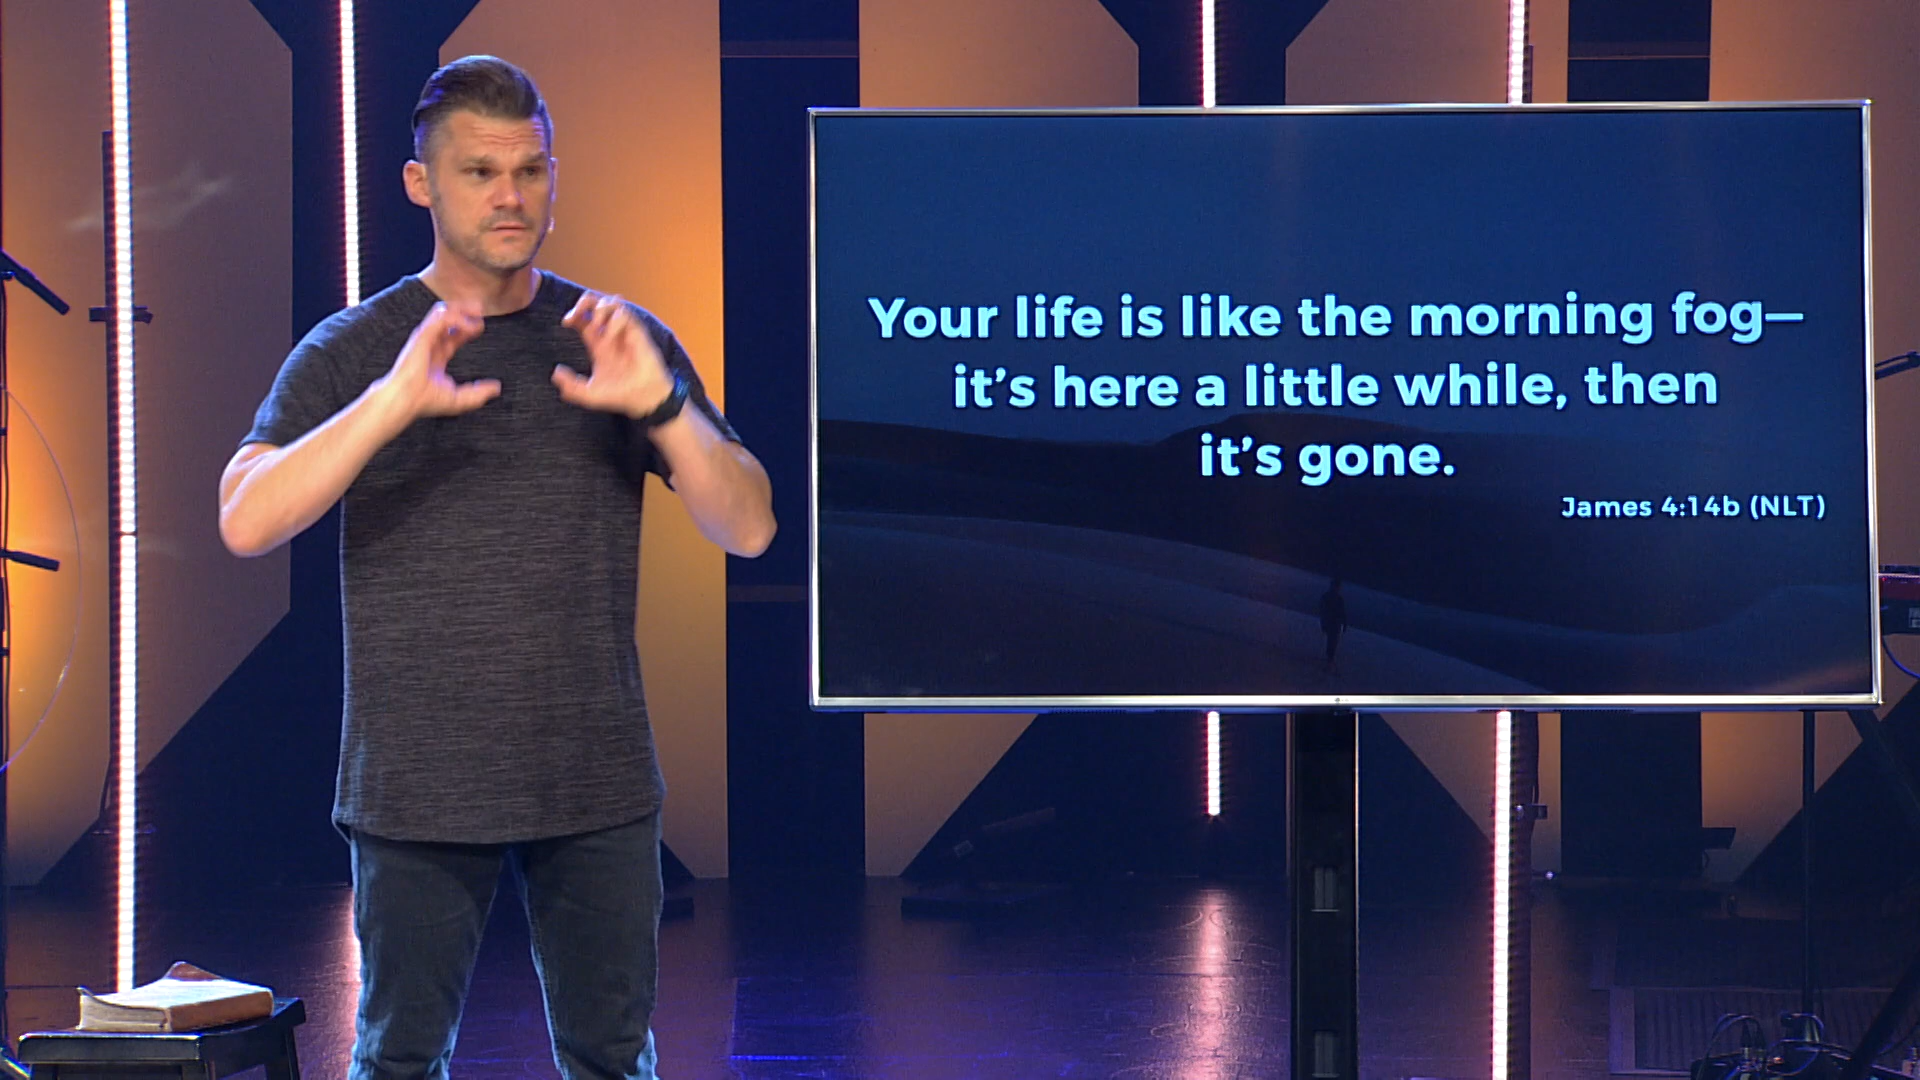 Your life is like the morning fog—
it's here a little while, then
it's gone.
James 4:14b (NLT)